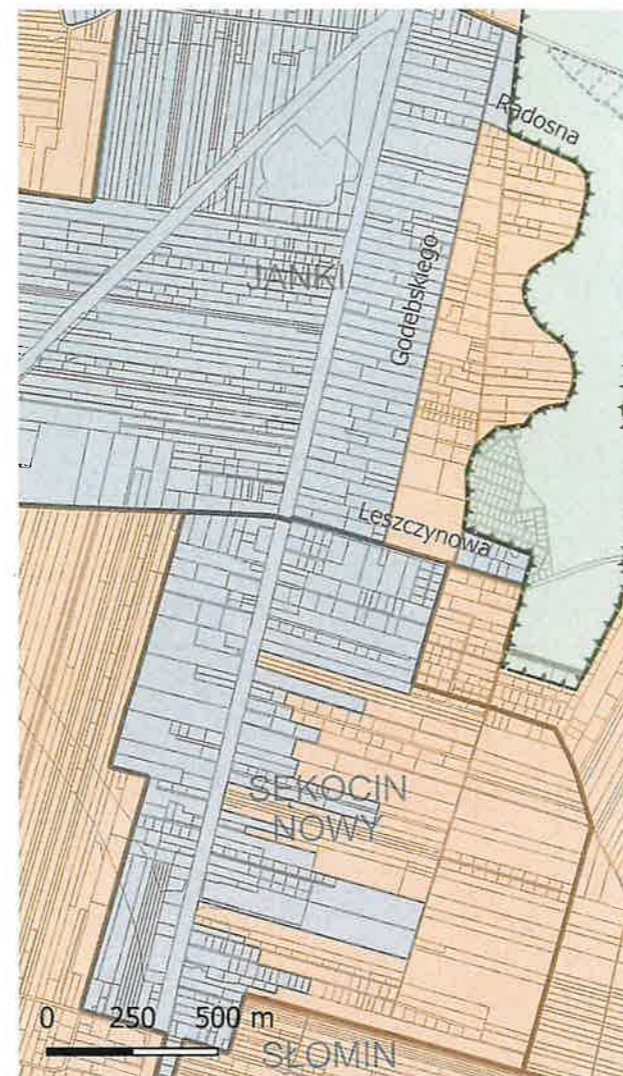 Radosna
JANKI
Godebskiego
Leszczynowa
SĘKOCIN
NOWY
0 250 500 m
SŁOMIN